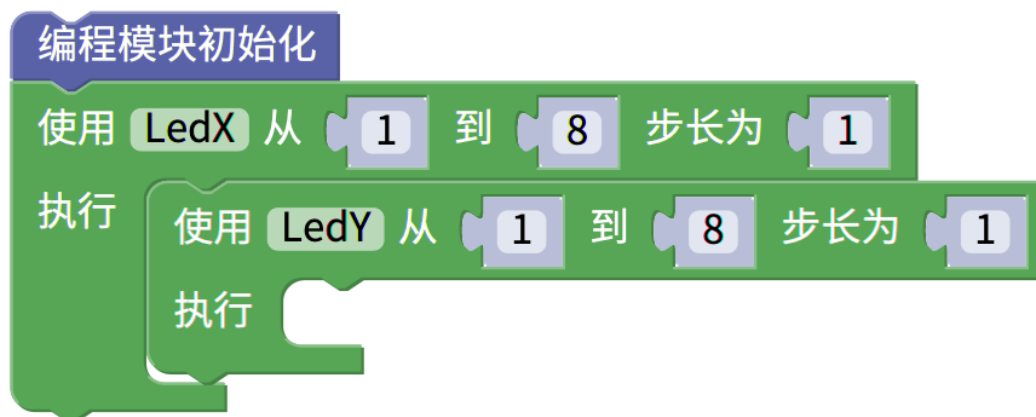 编程模块初始化
使用 LedX 从 1 到 8 步长为 1
执行
使用 LedY 从 1 到 8 步长为 1
执行